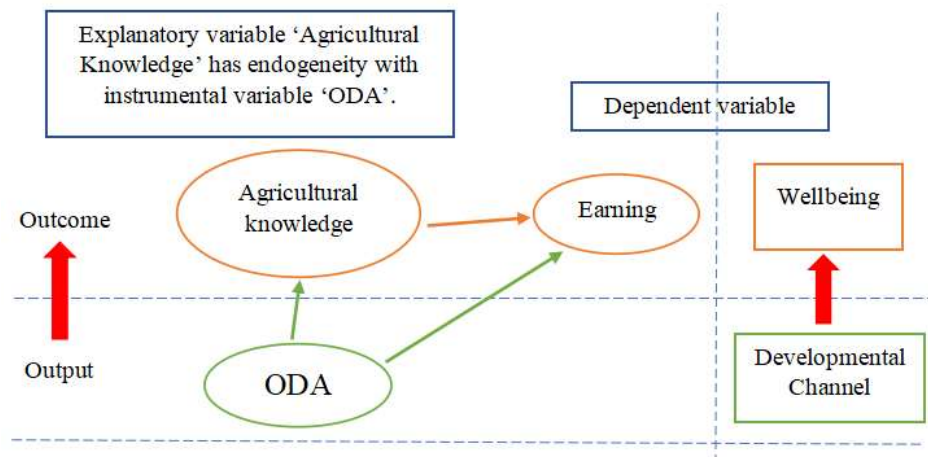 Explanatory variable ‘Agricultural
Knowledge’ has endogeneity with
instrumental variable ‘ODA’.
Dependent variable
Agricultural
knowledge
Earning
Wellbeing
Outcome
Output
ODA
Developmental
Channel